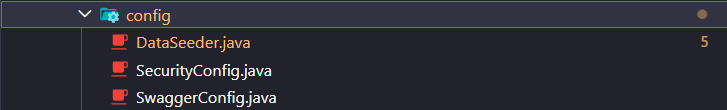 config
DataSeeder.java 5
SecurityConfig.java
SwaggerConfig.java